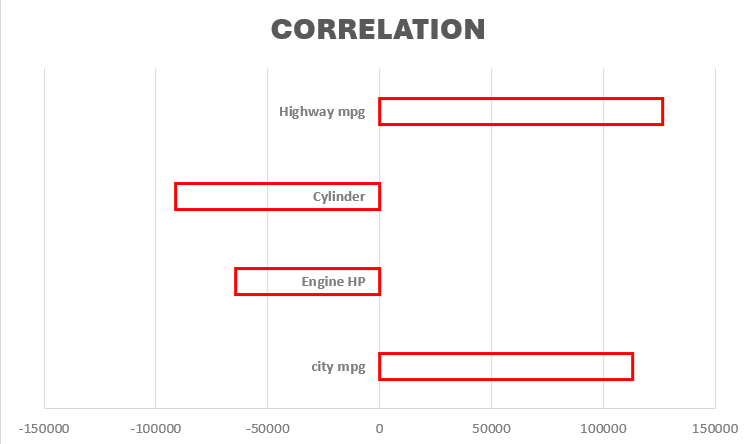 CORRELATION
Highway mpg
Cylinder
Engine HP
city mpg
-150000 -100000 -50000 0 50000 100000 150000